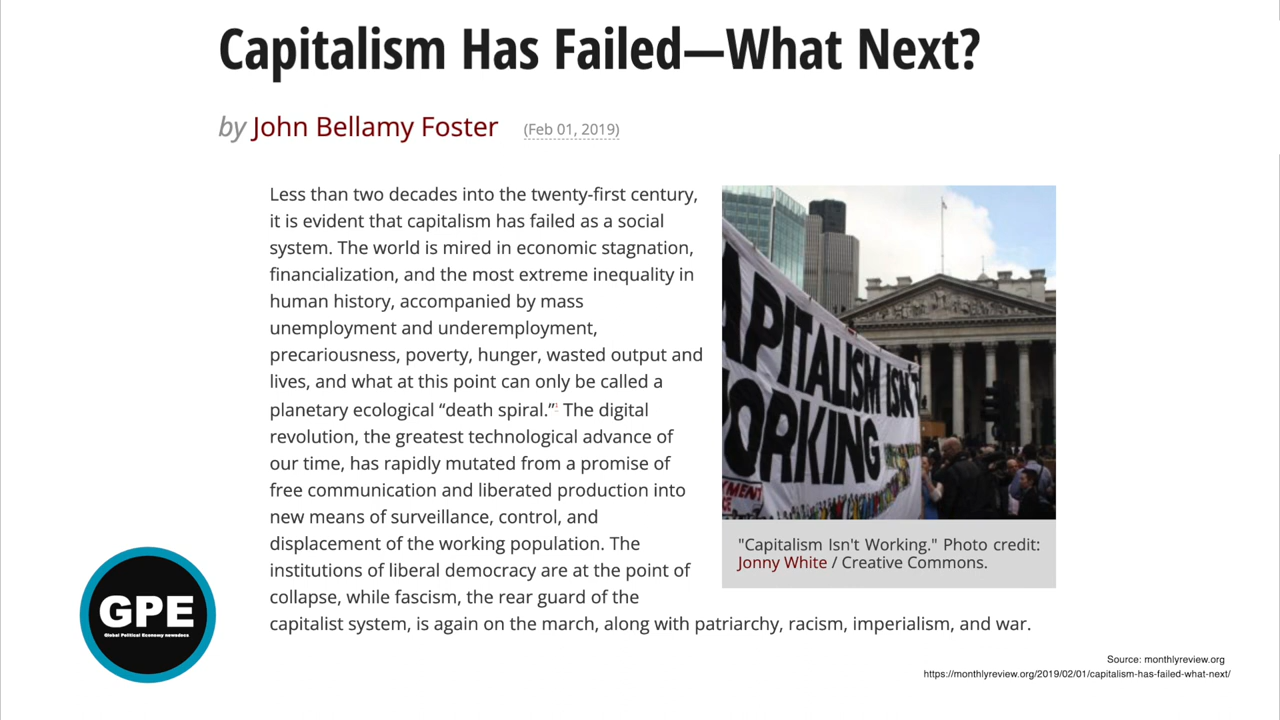 Capitalism Has Failed—What Next?
by John Bellamy Foster (Feb 01, 2019)
Less than two decades into the twenty-first century,
it is evident that capitalism has failed as a social
system. The world is mired in economic stagnation,
financialization, and the most extreme inequality in
human history, accompanied by mass
unemployment and underemployment,
precariousness, poverty, hunger, wasted output and
lives, and what at this point can only be called a
planetary ecological “death spiral.”1 The digital
revolution, the greatest technological advance of
our time, has rapidly mutated from a promise of
free communication and liberated production into
new means of surveillance, control, and
displacement of the working population. The
institutions of liberal democracy are at the point of
collapse, while fascism, the rear guard of the
capitalist system, is again on the march, along with patriarchy, racism, imperialism, and war.
APITALISM ISN'T
ORKING
"Capitalism Isn't Working." Photo credit:
Jonny White / Creative Commons.
GPE
Global Political Economy newsdocs
Source: monthlyreview.org
https://monthlyreview.org/2019/02/01/capitalism-has-failed-what-next/